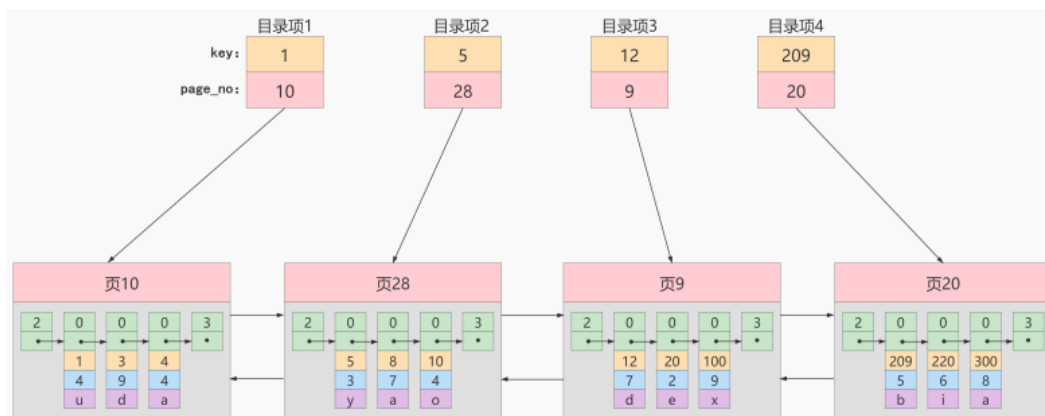 目录项1 目录项2 目录项3 目录项4
key: 1 5 12 209
page_no: 10 28 9 20
页10 页28 页9 页20
2 0 0 0 3 2 0 0 0 3 2 0 0 0 3 2 0 0 0 3
1 3 4 5 8 10 12 20 100 209 220 300
4 9 4 3 7 4 7 2 9 5 6 8
u d a y a o d e x b i a